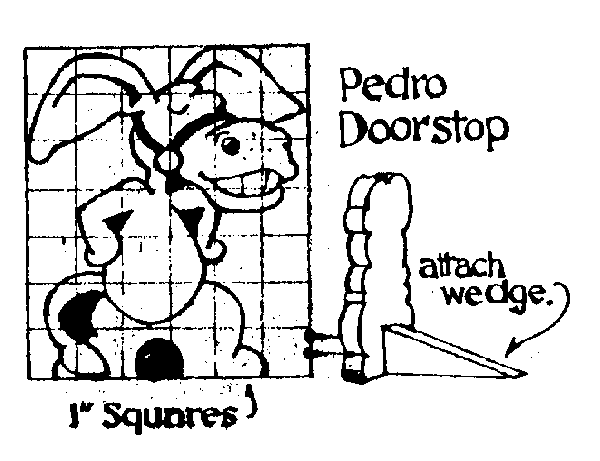 Pedro
Doorstop
attach
wedge.
1" Squares